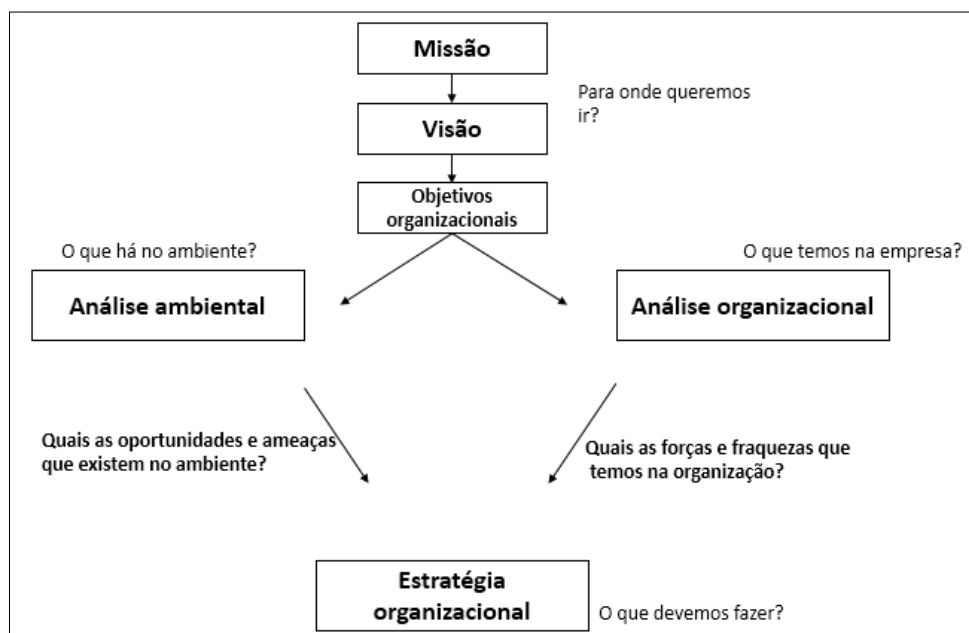 Missão
Para onde queremos
ir?
Visão
Objetivos
organizacionais
O que há no ambiente?
O que temos na empresa?
Análise ambiental
Análise organizacional
Quais as oportunidades e ameaças
que existem no ambiente?
Quais as forças e fraquezas que
temos na organização?
Estratégia
organizacional
O que devemos fazer?